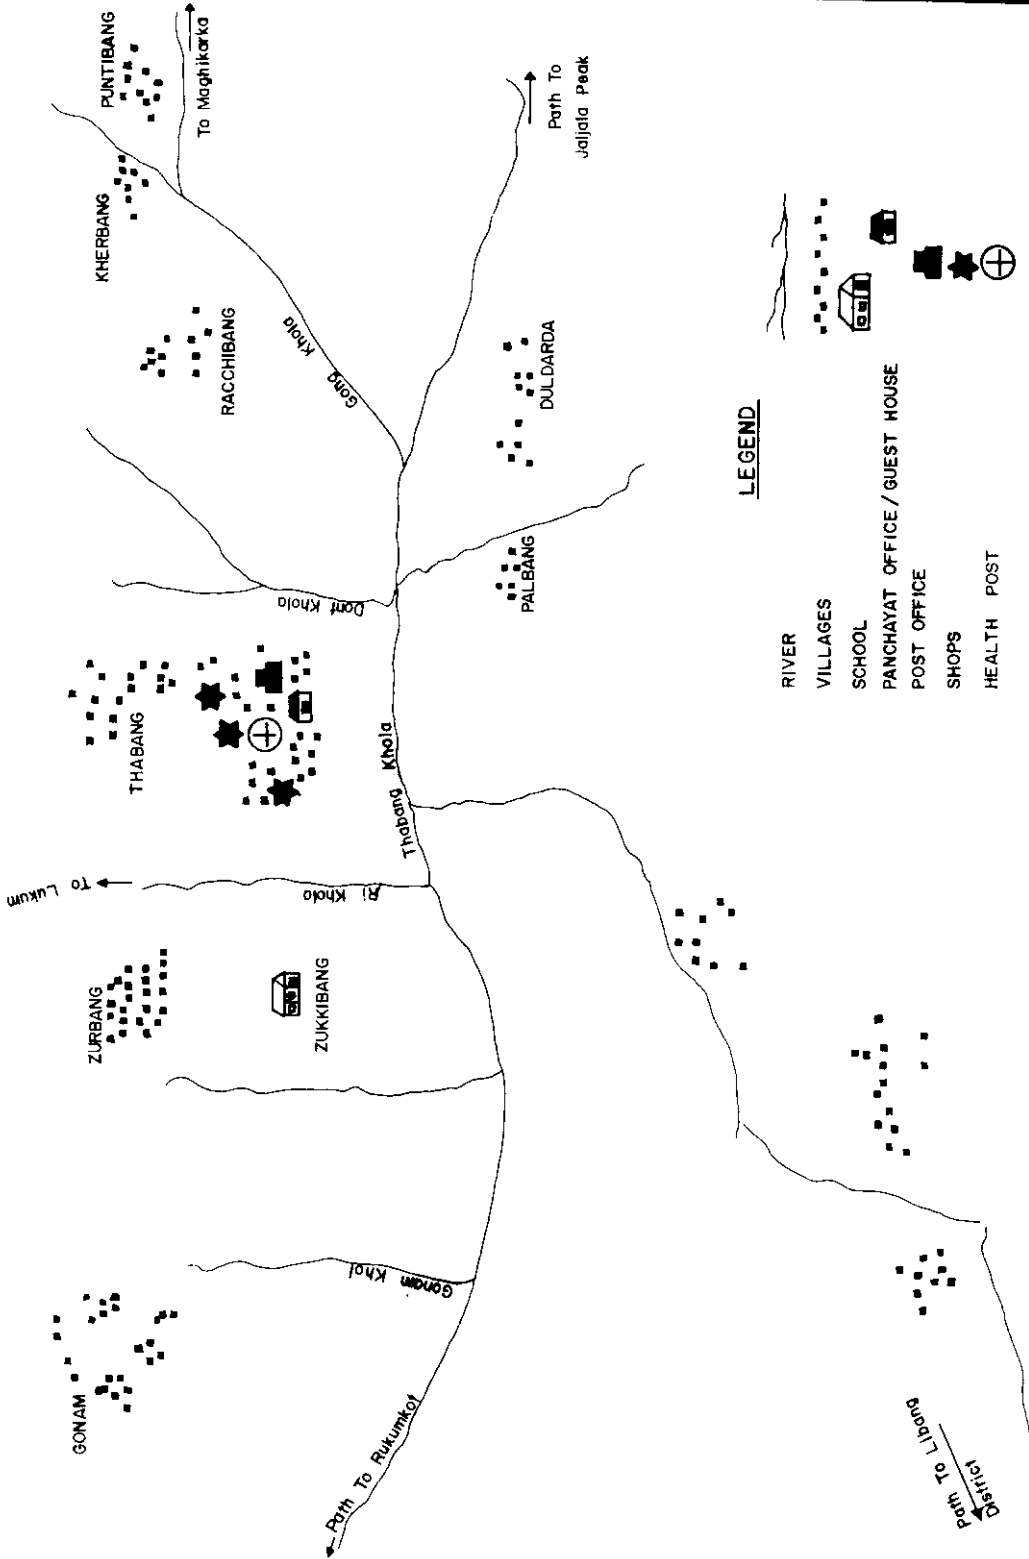 GONAM
ZURBANG
THABANG
KHERBANG
PUNTIBANG
To Lukum
RACCHIBANG
To Maghikarka
ZUKKIBANG
Gonam
Khol
Ri Khola
Dont Khola
Gong Khola
Path To Rukumkot
Thabang Khola
PALBANG
DULDARDA
Path To
Jaljala Peak
Path To Libang
District
LEGEND
RIVER
VILLAGES
SCHOOL
PANCHAYAT OFFICE/GUEST HOUSE
POST OFFICE
SHOPS
HEALTH POST